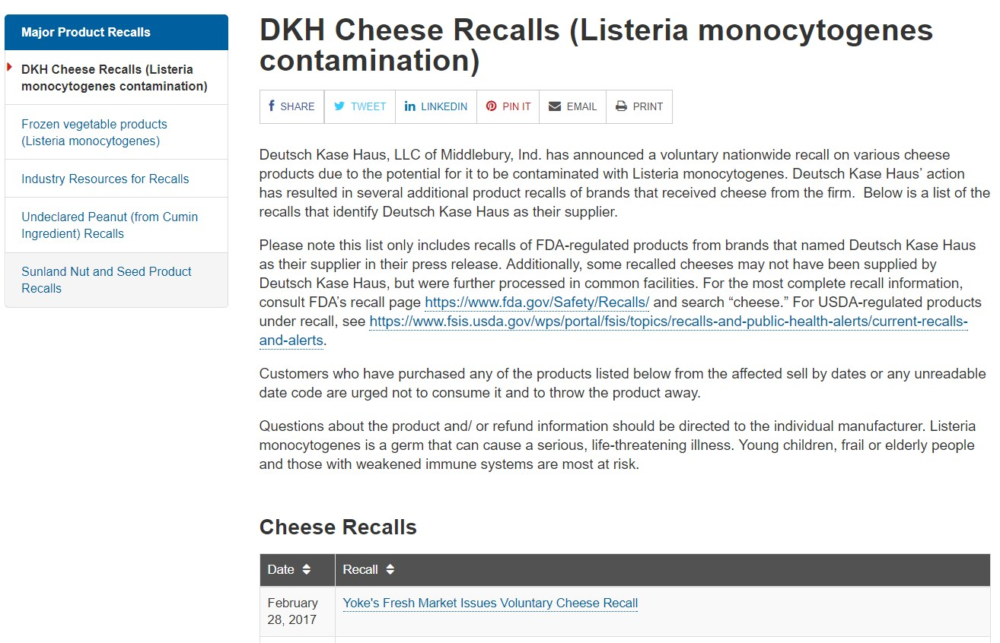 Major Product Recalls
DKH Cheese Recalls (Listeria
monocytogenes contamination)
Frozen vegetable products
(Listeria monocytogenes)
Industry Resources for Recalls
Undeclared Peanut (from Cumin
Ingredient) Recalls
Sunland Nut and Seed Product
Recalls
DKH Cheese Recalls (Listeria monocytogenes
contamination)
SHARE TWEET LINKEDIN PIN IT EMAIL PRINT
Deutsch Kase Haus, LLC of Middlebury, Ind. has announced a voluntary nationwide recall on various cheese
products due to the potential for it to be contaminated with Listeria monocytogenes. Deutsch Kase Haus’ action
has resulted in several additional product recalls of brands that received cheese from the firm.  Below is a list of the
recalls that identify Deutsch Kase Haus as their supplier.
Please note this list only includes recalls of FDA-regulated products from brands that named Deutsch Kase Haus
as their supplier in their press release. Additionally, some recalled cheeses may not have been supplied by
Deutsch Kase Haus, but were further processed in common facilities. For the most complete recall information,
consult FDA’s recall page https://www.fda.gov/Safety/Recalls/ and search “cheese.” For USDA-regulated products
under recall, see https://www.fsis.usda.gov/wps/portal/fsis/topics/recalls-and-public-health-alerts/current-recalls-
and-alerts.
Customers who have purchased any of the products listed below from the affected sell by dates or any unreadable
date code are urged not to consume it and to throw the product away.
Questions about the product and/ or refund information should be directed to the individual manufacturer. Listeria
monocytogenes is a germ that can cause a serious, life-threatening illness. Young children, frail or elderly people
and those with weakened immune systems are most at risk.
Cheese Recalls
Date Recall
February
28, 2017
Yoke's Fresh Market Issues Voluntary Cheese Recall